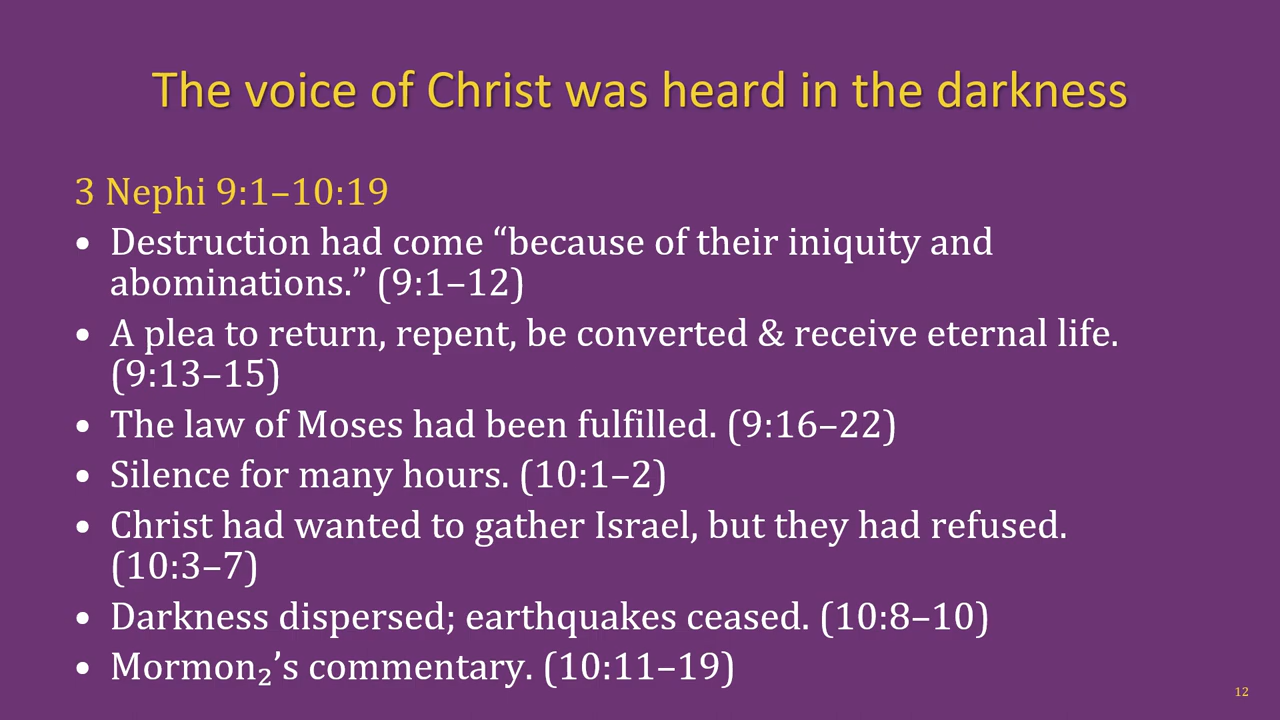 The voice of Christ was heard in the darkness
3 Nephi 9:1–10:19
• Destruction had come “because of their iniquity and
abominations.” (9:1–12)
• A plea to return, repent, be converted & receive eternal life.
(9:13–15)
• The law of Moses had been fulfilled. (9:16–22)
• Silence for many hours. (10:1–2)
• Christ had wanted to gather Israel, but they had refused.
(10:3–7)
• Darkness dispersed; earthquakes ceased. (10:8–10)
• Mormon₂’s commentary. (10:11–19)
12